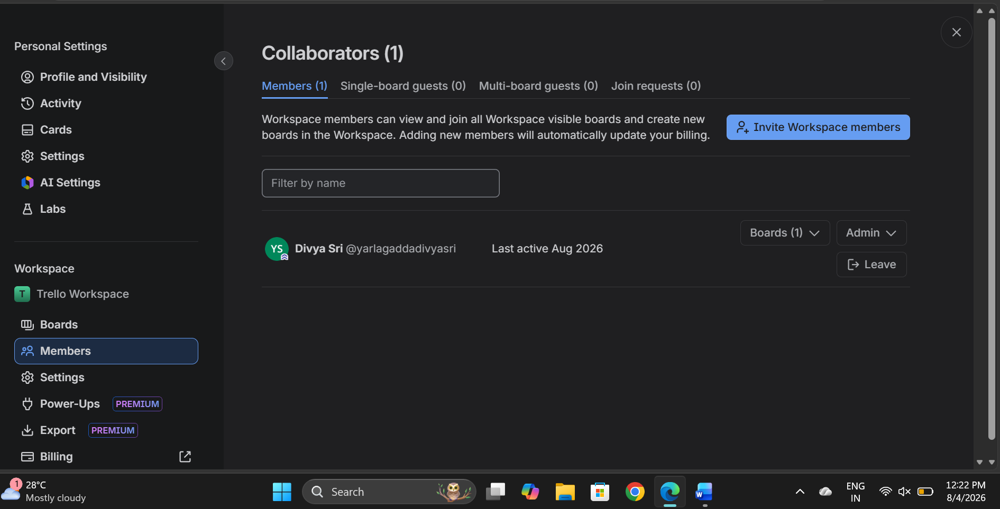 Personal Settings
Profile and Visibility
Activity
Cards
Settings
AI Settings
Labs
Workspace
T Trello Workspace
Boards
Members
Settings
Power-Ups PREMIUM
Export PREMIUM
Billing
Collaborators (1)
Members (1) Single-board guests (0) Multi-board guests (0) Join requests (0)
Workspace members can view and join all Workspace visible boards and create new
boards in the Workspace. Adding new members will automatically update your billing.
Invite Workspace members
Filter by name
YS Divya Sri @yarlagaddadivyasri Last active Aug 2026
Boards (1) Admin
Leave
1 28°C
Mostly cloudy
Search
W
ENG
IN
12:22 PM
8/4/2026